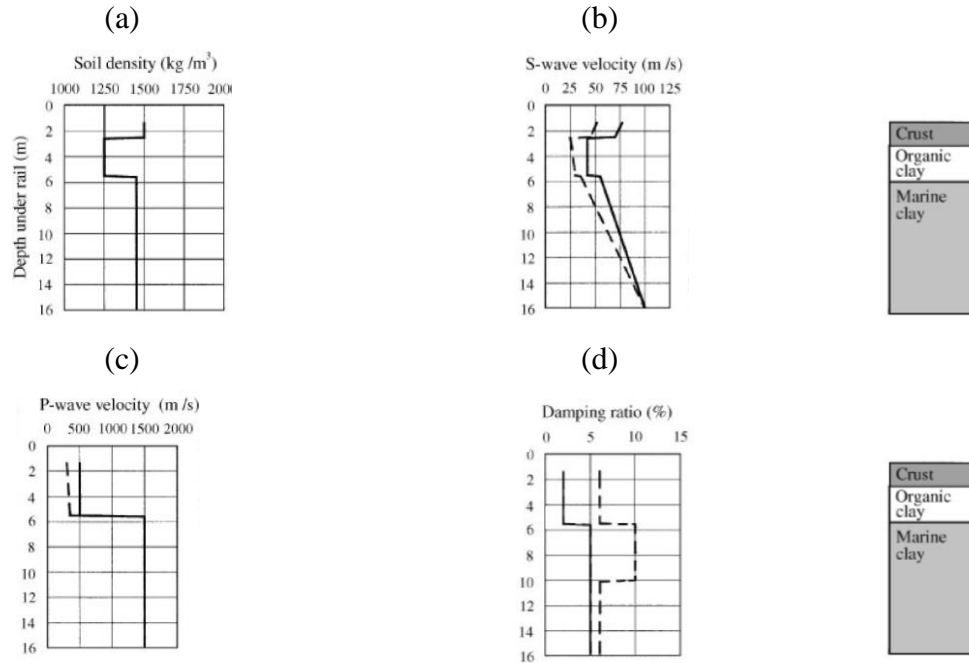 (a)
Soil density (kg /m³)
1000 1250 1500 1750
Depth under rail (m)
0
2
4
6
8
10
12
14
16
(b)
S-wave velocity (m /s)
0 25 50 75 100 125
0
2
4
6
8
10
12
14
16
Crust
Organic
clay
Marine
clay
(c)
P-wave velocity (m /s)
0 500 1000 1500 2000
0
2
4
6
8
10
12
14
16
(d)
Damping ratio (%)
0 5 10 15
0
2
4
6
8
10
12
14
16
Crust
Organic
clay
Marine
clay